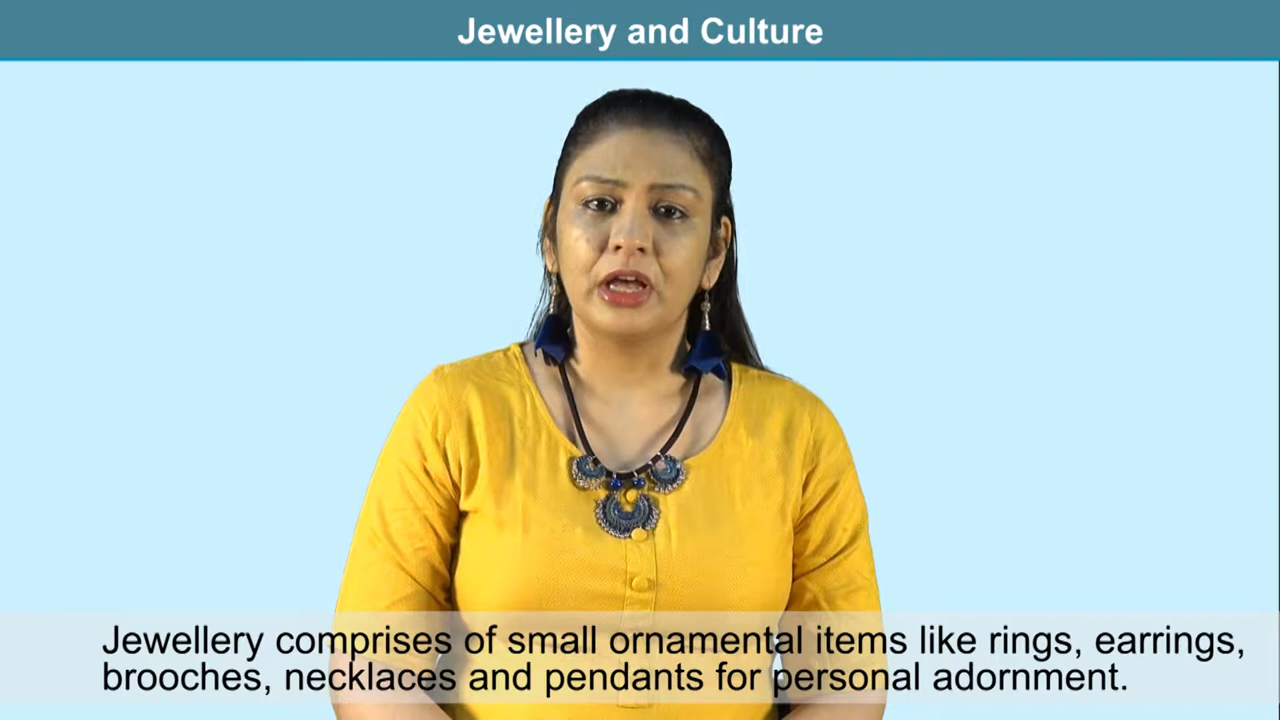 Jewellery and Culture
Jewellery comprises of small ornamental items like rings, earrings,
brooches, necklaces and pendants for personal adornment.